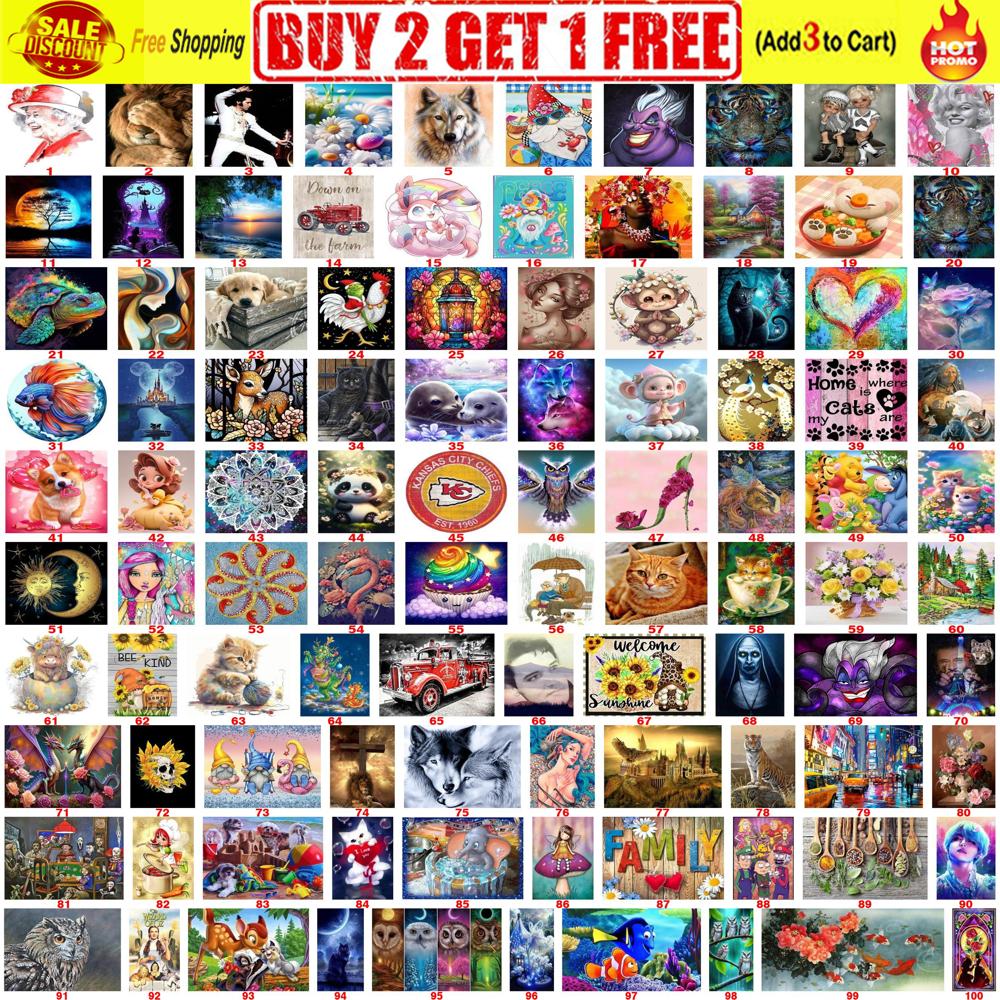 SALE
DISCOUNT
Free Shopping
BUY 2 GET 1 FREE
(Add3 to Cart)
HOT
PROMO
1 2 3 4 5 6 7 8 9 10
Down on
the farm
11 12 13 14 15 16 17 18 19 20
21 22 23 24 25 26 27 28 29 30
Home where
is
my Cats are
31 32 33 34 35 36 37 38 39 40
KANSAS CITY CHIEFS
KC
EST. 1960
41 42 43 44 45 46 47 48 49 50
51 52 53 54 55 56 57 58 59 60
BEE KIND
Welcome
Sunshine
61 62 63 64 65 66 67 68 69 70
71 72 73 74 75 76 77 78 79 80
FAMILY
81 82 83 84 85 86 87 88 89 90
91 92 93 94 95 96 97 98 99 100